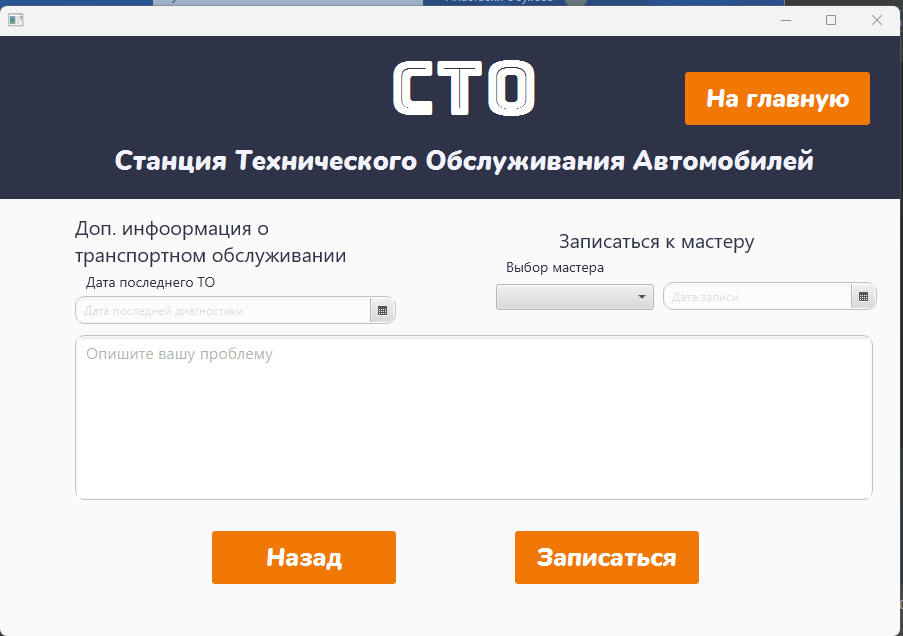 СТО
На главную
Станция Технического Обслуживания Автомобилей
Доп. инфоормация о
транспортном обслуживании
Дата последнего ТО
Дата последней диагностики
Записаться к мастеру
Выбор мастера
Дата записи
Опишите вашу проблему
Назад
Записаться